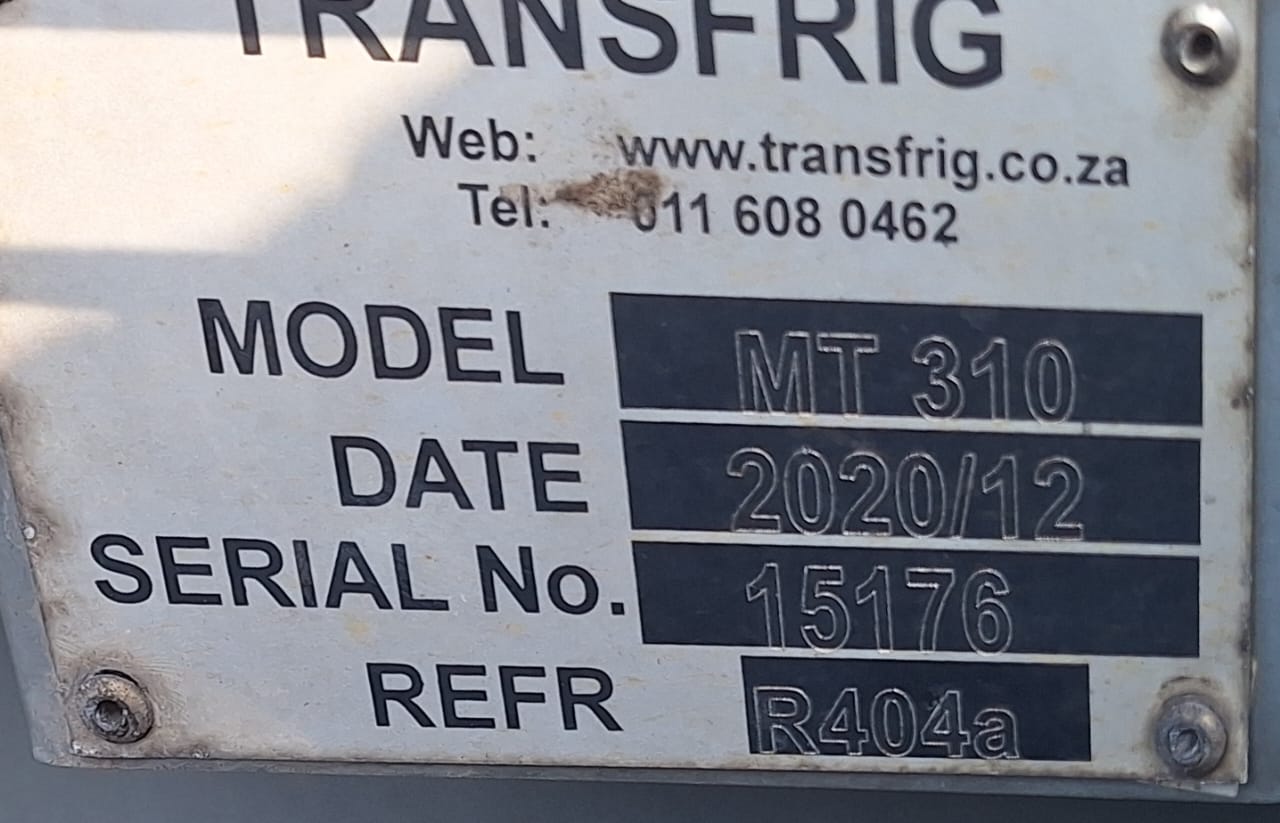 TRANSFRIG
Web: www.transfrig.co.za
Tel: 011 608 0462
MODEL MT 310
DATE 2020/12
SERIAL No. 15176
REFR R404a